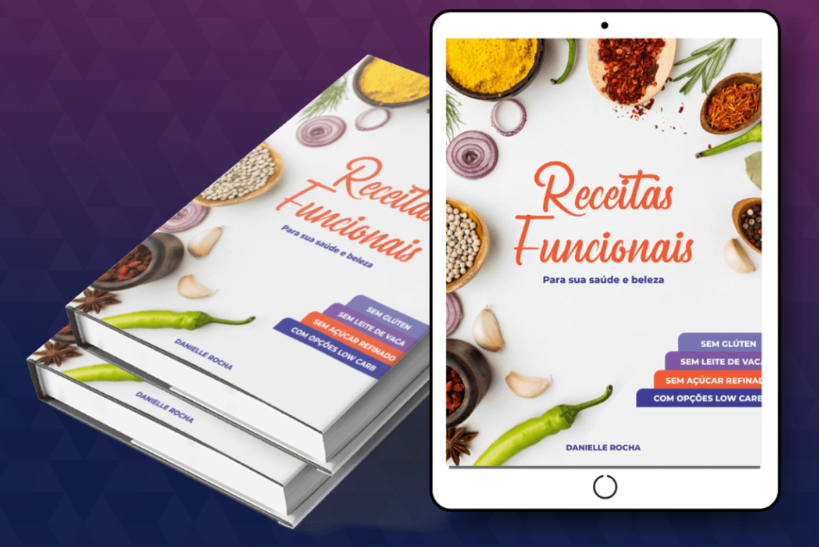 Receitas
Funcionais
Para sua saúde e beleza
SEM GLÚTEN
SEM LEITE DE VACA
SEM AÇÚCAR REFINADO
COM OPÇÕES LOW CARB
DANIELLE ROCHA
DANIELLE ROCHA
Receitas
Funcionais
Para sua saúde e beleza
SEM GLÚTEN
SEM LEITE DE VACA
SEM AÇÚCAR REFINAD
COM OPÇÕES LOW CARB
DANIELLE ROCHA